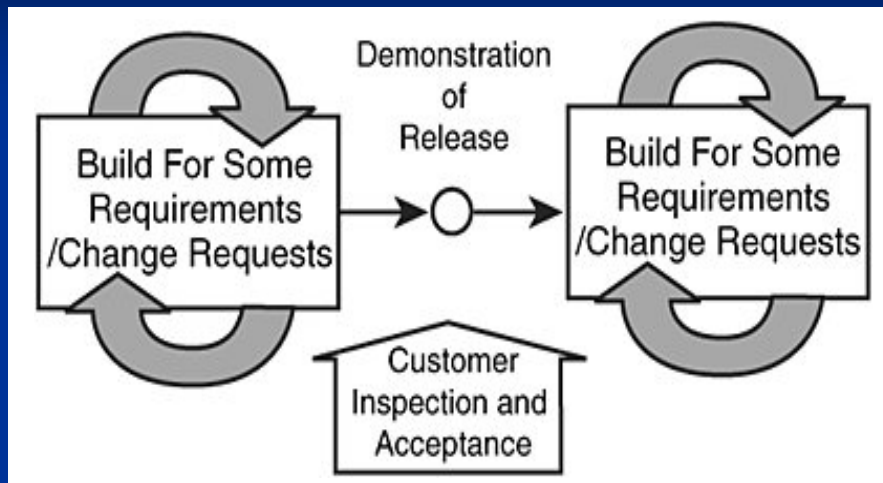 Build For Some
Requirements
/Change Requests
Demonstration
of
Release
Build For Some
Requirements
/Change Requests
Customer
Inspection and
Acceptance